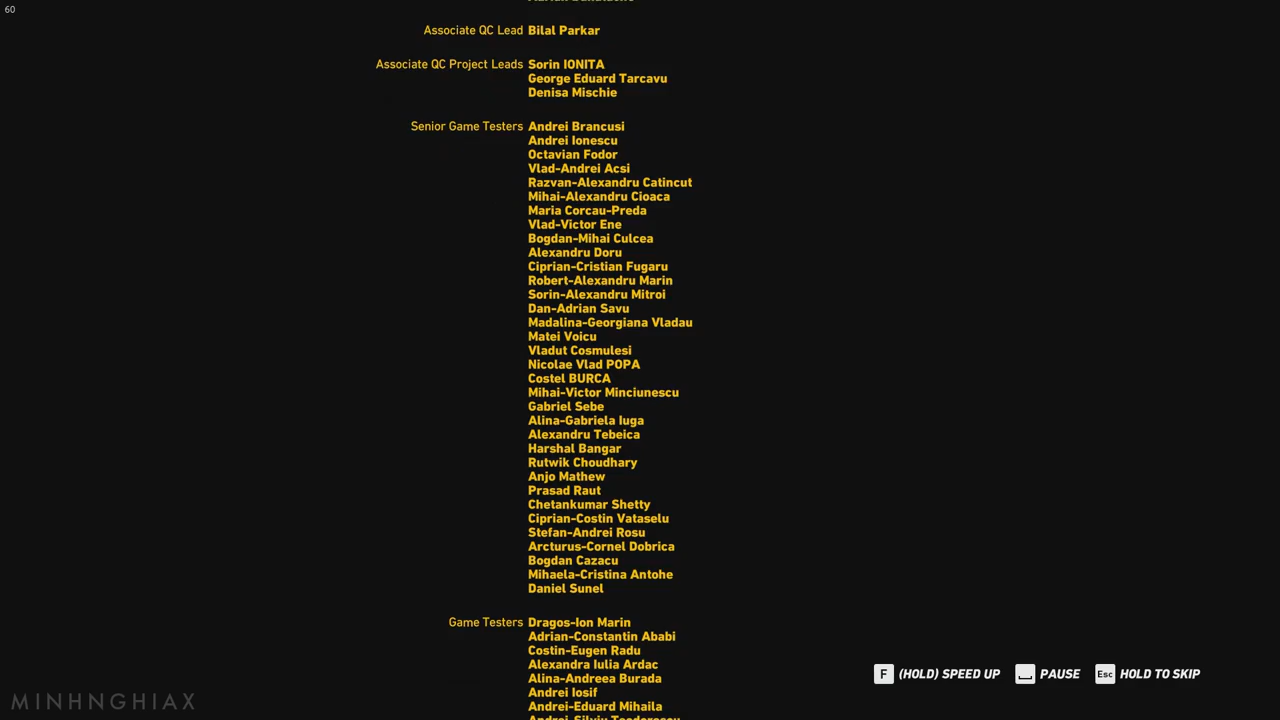 60
Associate QC Lead Bilal Parkar
Associate QC Project Leads Sorin IONITA
George Eduard Tarcavu
Denisa Mischie
Senior Game Testers Andrei Brancusi
Andrei Ionescu
Octavian Fodor
Vlad-Andrei Acsi
Razvan-Alexandru Catincut
Mihai-Alexandru Cioaca
Maria Corcau-Preda
Vlad-Victor Ene
Bogdan-Mihai Culcea
Alexandru Doru
Ciprian-Cristian Fugaru
Robert-Alexandru Marin
Sorin-Alexandru Mitroi
Dan-Adrian Savu
Madalina-Georgiana Vladau
Matei Voicu
Vladut Cosmulesi
Nicolae Vlad POPA
Costel BURCA
Mihai-Victor Minciunescu
Gabriel Sebe
Alina-Gabriela Iuga
Alexandru Tebeica
Harshal Bangar
Rutwik Choudhary
Anjo Mathew
Prasad Raut
Chetankumar Shetty
Ciprian-Costin Vataselu
Stefan-Andrei Rosu
Arcturus-Cornel Dobrica
Bogdan Cazacu
Mihaela-Cristina Antohe
Daniel Sunel
Game Testers Dragos-Ion Marin
Adrian-Constantin Ababi
Costin-Eugen Radu
Alexandra Iulia Ardac
Alina-Andreea Burada
Andrei Iosif
Andrei-Eduard Mihaila
F (HOLD) SPEED UP PAUSE Esc HOLD TO SKIP
MINHNGHIAX